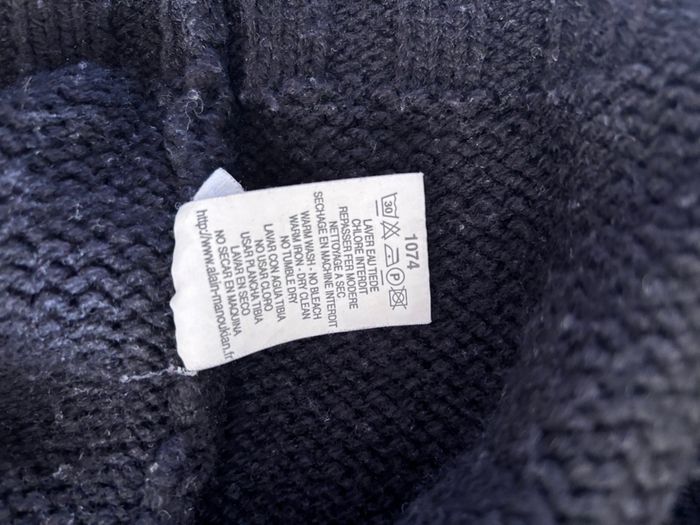 1074
30 P
LAVER EAU TIEDE
CHLORE INTERDIT
REPASSER FER MODERE
NETTOYAGE A SEC
SECHAGE EN MACHINE INTERDIT
WARM WASH - NO BLEACH
WARM IRON - DRY CLEAN
NO TUMBLE DRY
LAVAR CON AGUA TIBIA
NO USAR CLORO
USAR PLANCHA TIBIA
LAVAR EN SECO
NO SECAR EN MAQUINA
http://www.alain-manoukian.fr